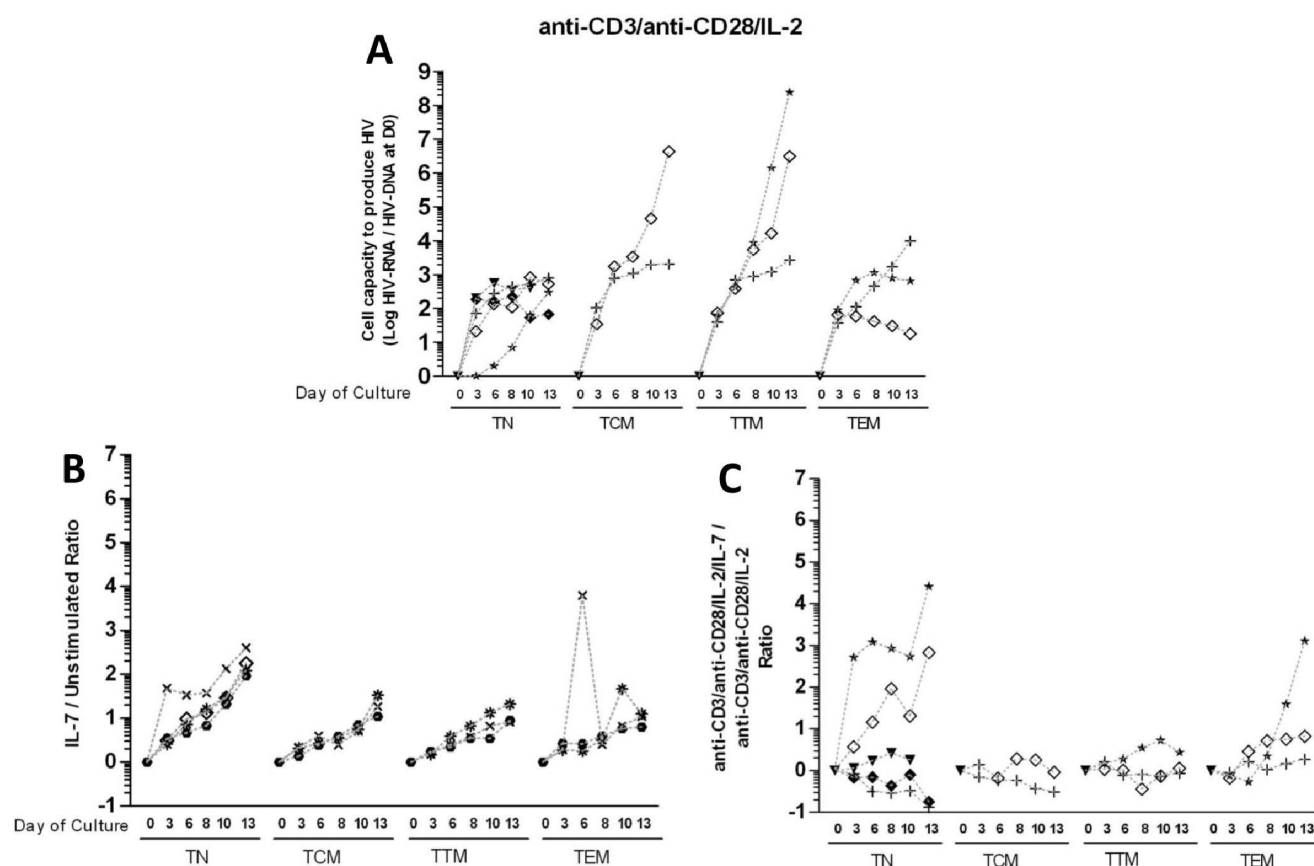 anti-CD3/anti-CD28/IL-2
A
Cell capacity to produce HIV
(Log HIV-RNA / HIV-DNA at D0)
9
8
7
6
5
4
3
2
1
0
Day of Culture
0 3 6 8 10 13 0 3 6 8 10 13 0 3 6 8 10 13 0 3 6 8 10 13
TN TCM TTM TEM
B
IL-7 / Unstimulated Ratio
7
6
5
4
3
2
1
0
-1
Day of Culture
0 3 6 8 10 13 0 3 6 8 10 13 0 3 6 8 10 13 0 3 6 8 10 13
TN TCM TTM TEM
C
anti-CD3/anti-CD28/IL-2/IL-7 /
anti-CD3/anti-CD28/IL-2
Ratio
7
6
5
4
3
2
1
0
-1
0 3 6 8 10 13 0 3 6 8 10 13 0 3 6 8 10 13 0 3 6 8 10 13
TN TCM TTM TEM